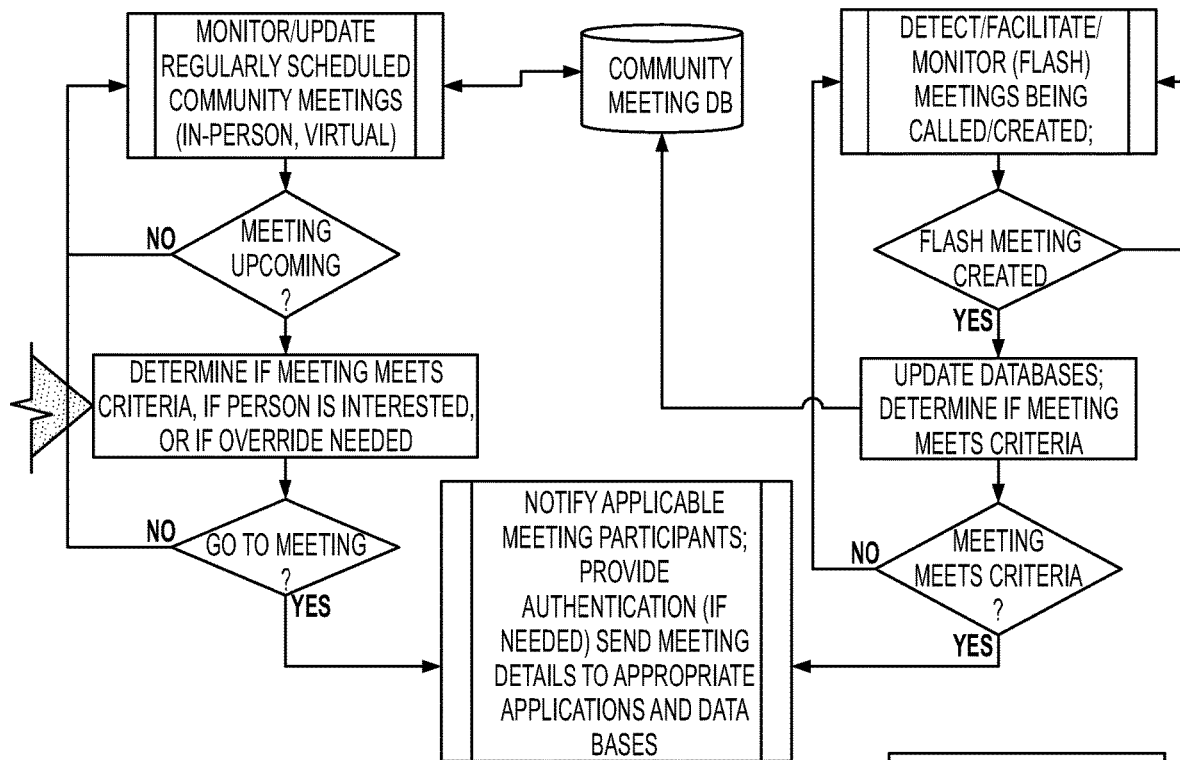 MONITOR/UPDATE
REGULARLY SCHEDULED
COMMUNITY MEETINGS
(IN-PERSON, VIRTUAL)
COMMUNITY
MEETING DB
DETECT/FACILITATE/
MONITOR (FLASH)
MEETINGS BEING
CALLED/CREATED;
NO
MEETING
UPCOMING
?
FLASH MEETING
CREATED
YES
DETERMINE IF MEETING MEETS
CRITERIA, IF PERSON IS INTERESTED,
OR IF OVERRIDE NEEDED
UPDATE DATABASES;
DETERMINE IF MEETING
MEETS CRITERIA
NO
GO TO MEETING
?
YES
NOTIFY APPLICABLE
MEETING PARTICIPANTS;
PROVIDE
AUTHENTICATION (IF
NEEDED) SEND MEETING
DETAILS TO APPROPRIATE
APPLICATIONS AND DATA
BASES
NO
MEETING
MEETS CRITERIA
?
YES